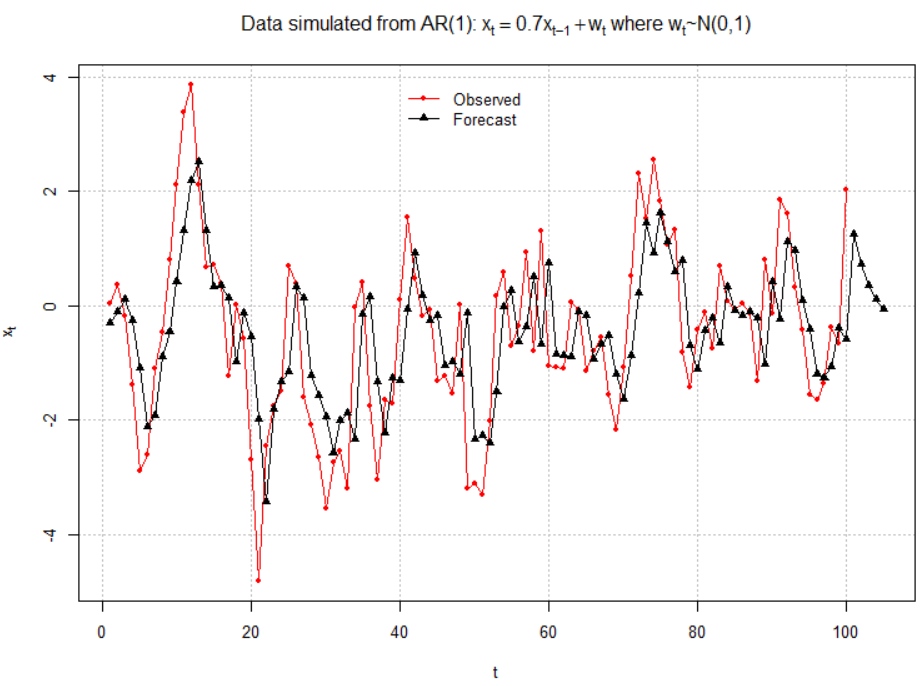 Data simulated from AR(1): xₜ = 0.7xₜ₋₁ + wₜ where wₜ~N(0,1)
Observed
Forecast
4
2
0
-2
-4
xₜ
0 20 40 60 80 100
t